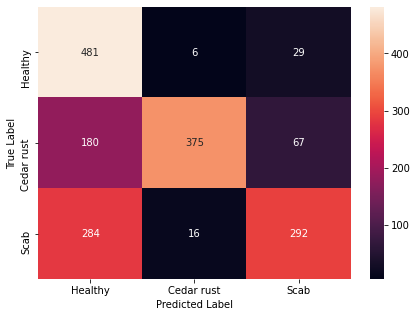 Healthy 481 6 29
Cedar rust 180 375 67
Scab 284 16 292
Healthy Cedar rust Scab
Predicted Label
True Label
400
300
200
100